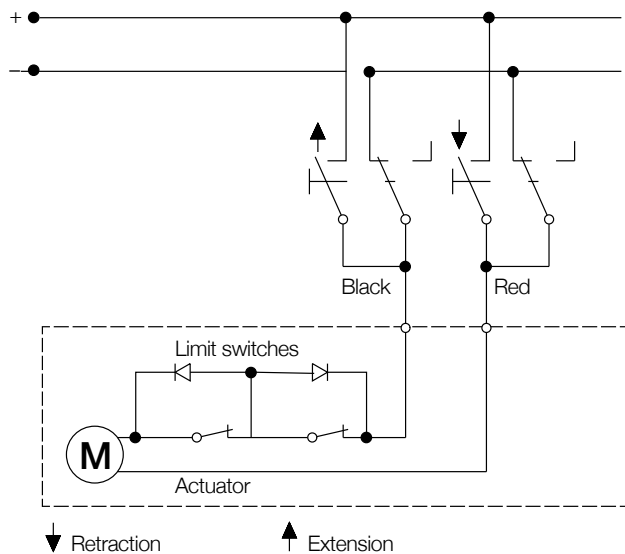 +
–
Black Red
Limit switches
M
Actuator
Retraction Extension